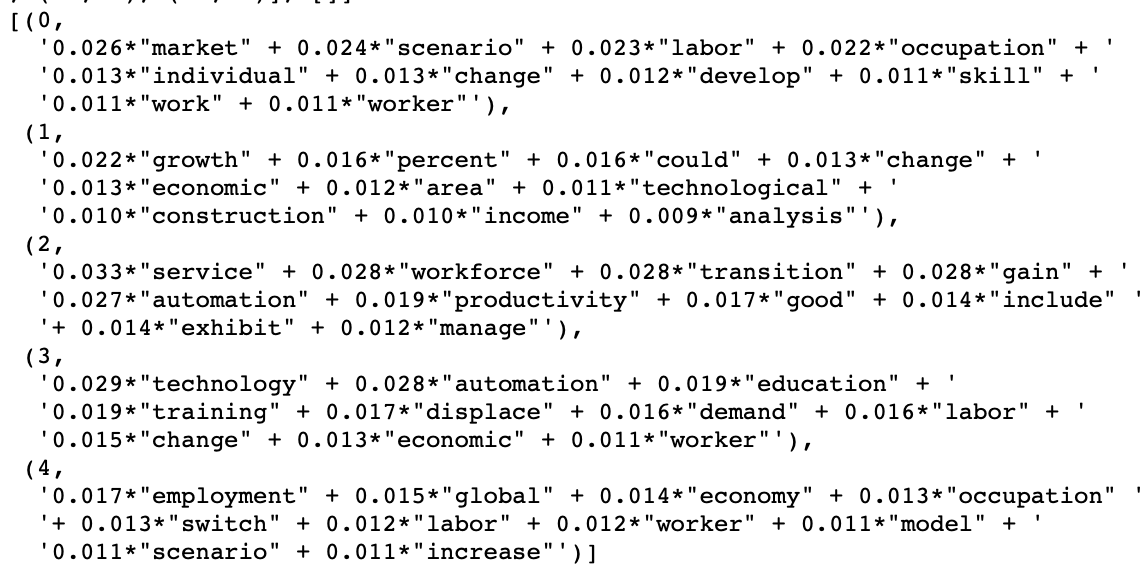 [(0,
'0.026*"market" + 0.024*"scenario" + 0.023*"labor" + 0.022*"occupation" + '
'0.013*"individual" + 0.013*"change" + 0.012*"develop" + 0.011*"skill" + '
'0.011*"work" + 0.011*"worker"'),
(1,
'0.022*"growth" + 0.016*"percent" + 0.016*"could" + 0.013*"change" + '
'0.013*"economic" + 0.012*"area" + 0.011*"technological" + '
'0.010*"construction" + 0.010*"income" + 0.009*"analysis"'),
(2,
'0.033*"service" + 0.028*"workforce" + 0.028*"transition" + 0.028*"gain" + '
'0.027*"automation" + 0.019*"productivity" + 0.017*"good" + 0.014*"include" '
'+ 0.014*"exhibit" + 0.012*"manage"'),
(3,
'0.029*"technology" + 0.028*"automation" + 0.019*"education" + '
'0.019*"training" + 0.017*"displace" + 0.016*"demand" + 0.016*"labor" + '
'0.015*"change" + 0.013*"economic" + 0.011*"worker"'),
(4,
'0.017*"employment" + 0.015*"global" + 0.014*"economy" + 0.013*"occupation" '
'+ 0.013*"switch" + 0.012*"labor" + 0.012*"worker" + 0.011*"model" + '
'0.011*"scenario" + 0.011*"increase"')]